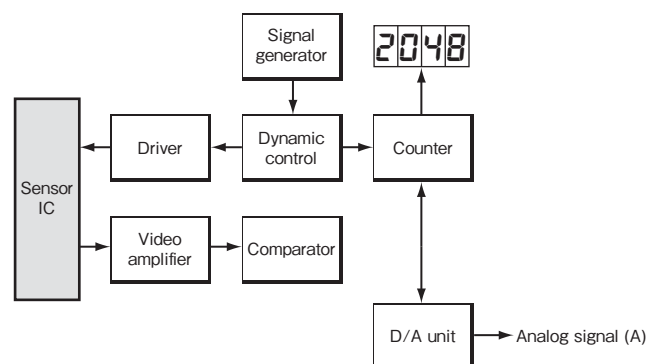 Signal
generator
2048
Driver
Dynamic
control
Counter
Sensor
IC
Video
amplifier
Comparator
D/A unit
Analog signal (A)